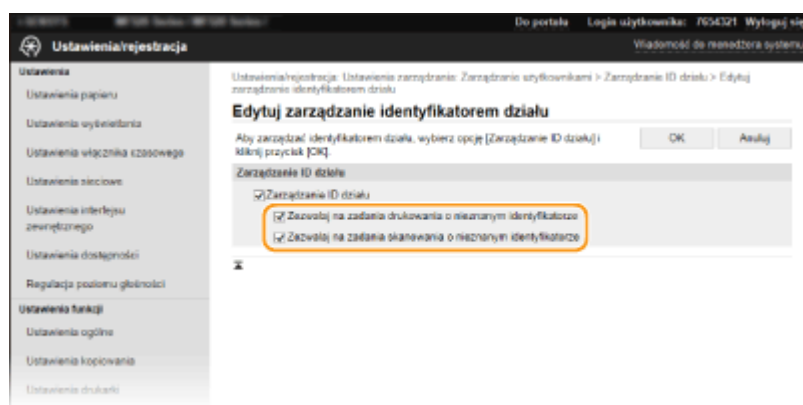 Do portalu Login użytkownika: 7654321 Wyloguj się
Ustawienia/rejestracja
Wiadomość do menedżera systemu
Ustawienia
Ustawienia papieru
Ustawienia wyświetlania
Ustawienia włącznika czasowego
Ustawienia sieciowe
Ustawienia interfejsu
zewnętrznego
Ustawienia dostępności
Regulacja poziomu głośności
Ustawienia funkcji
Ustawienia ogólne
Ustawienia kopiowania
Ustawienia drukarki
Ustawienia/rejestracja: Ustawienia zarządzania: Zarządzanie użytkownikami > Zarządzanie ID działu > Edytuj
zarządzanie identyfikatorem działu
Edytuj zarządzanie identyfikatorem działu
Aby zarządzać identyfikatorem działu, wybierz opcję [Zarządzanie ID działu] i
kliknij przycisk [OK].
OK Anuluj
Zarządzanie ID działu
Zarządzanie ID działu
Zezwalaj na zadania drukowania o nieznanym identyfikatorze
Zezwalaj na zadania skanowania o nieznanym identyfikatorze